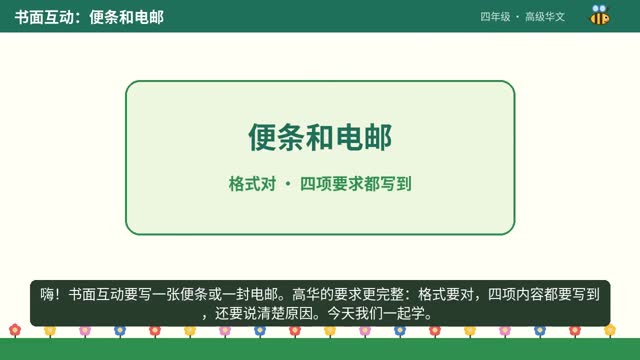 书面互动：便条和电邮
四年级 · 高级华文
便条和电邮
格式对 · 四项要求都写到
嗨！书面互动要写一张便条或一封电邮。高华的要求更完整：格式要对，四项内容都要写到
，还要说清楚原因。今天我们一起学。